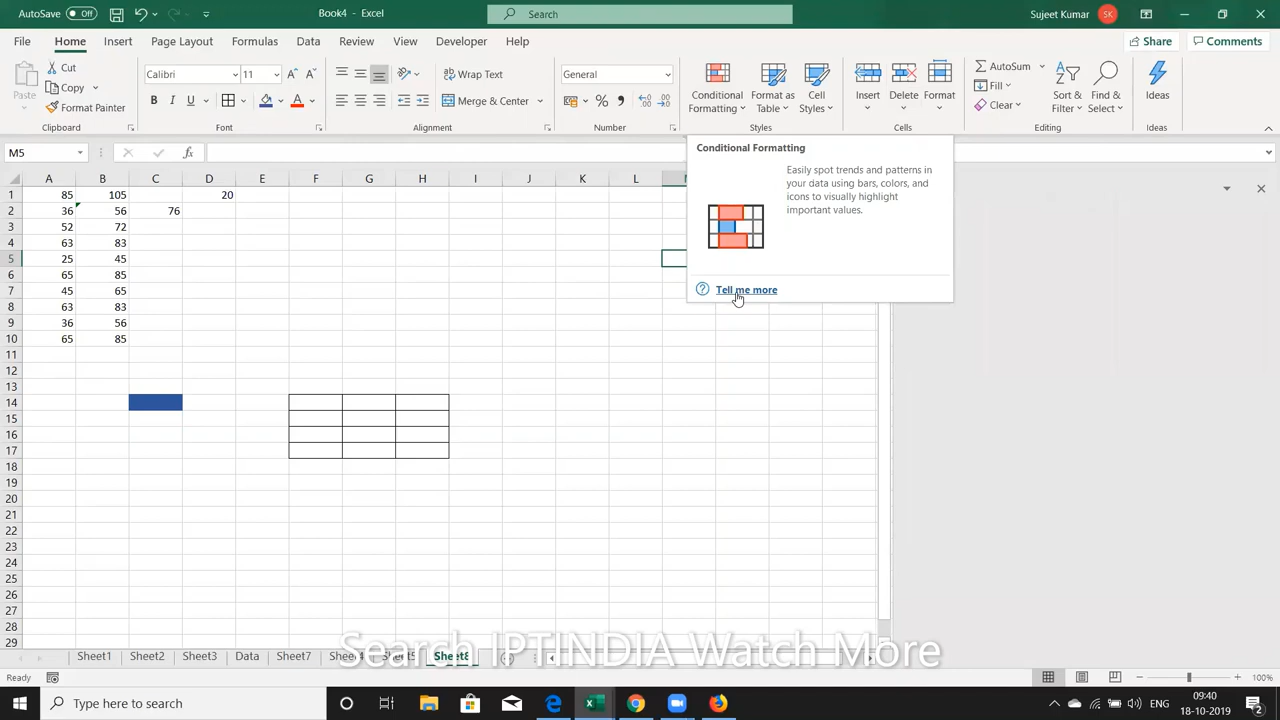 AutoSave Off Book4 - Excel Search Sujeet Kumar SK
File Home Insert Page Layout Formulas Data Review View Developer Help Share Comments
Paste Cut Copy Format Painter Clipboard
Calibri 11 A A B I U A Font
Wrap Text Merge & Center Alignment
General % , Number
Conditional Formatting Format as Table Cell Styles Styles
Insert Delete Format Cells
AutoSum Fill Clear Sort & Filter Find & Select Editing
Ideas Ideas
M5 fx
Conditional Formatting
Easily spot trends and patterns in
your data using bars, colors, and
icons to visually highlight
important values.
Tell me more
A B C D E F G H I J K L
1 85 105 20
2 36 56 76
3 52 72
4 63 83
5 25 45
6 65 85
7 45 65
8 63 83
9 36 56
10 65 85
11
12
13
14
15
16
17
18
19
20
21
22
23
24
25
26
27
28
29
Search IPTINDIA Watch More
Sheet1 Sheet2 Sheet3 Data Sheet7 Sheet4 Sheet5 Sheet8
Ready 100%
Type here to search ENG 09:40
18-10-2019 2